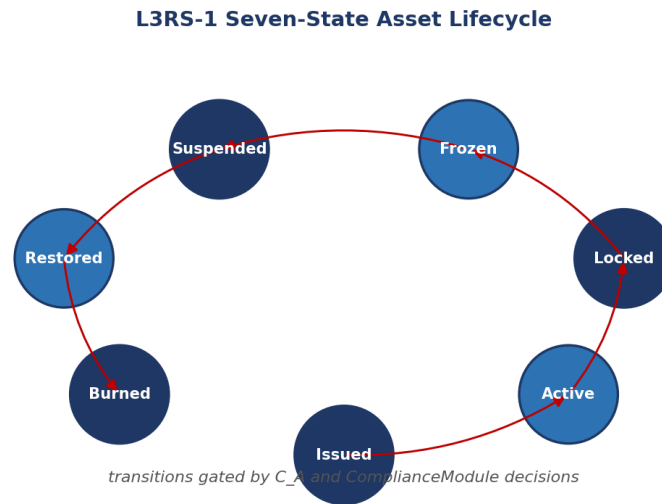 L3RS-1 Seven-State Asset Lifecycle
Suspended
Frozen
Restored
Locked
Burned
Active
Issued
transitions gated by C_A and ComplianceModule decisions